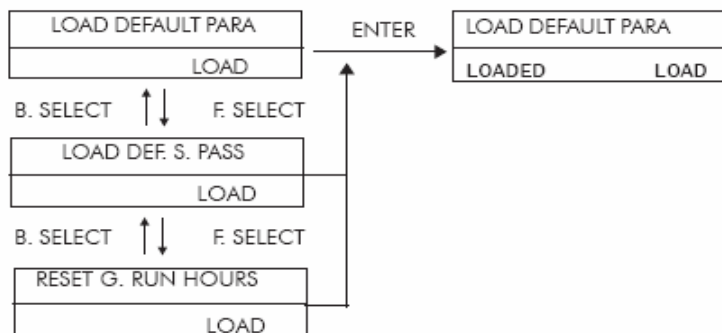 LOAD DEFAULT PARA
LOAD
ENTER
LOAD DEFAULT PARA
LOADED LOAD
B. SELECT F. SELECT
LOAD DEF. S. PASS
LOAD
B. SELECT F. SELECT
RESET G. RUN HOURS
LOAD